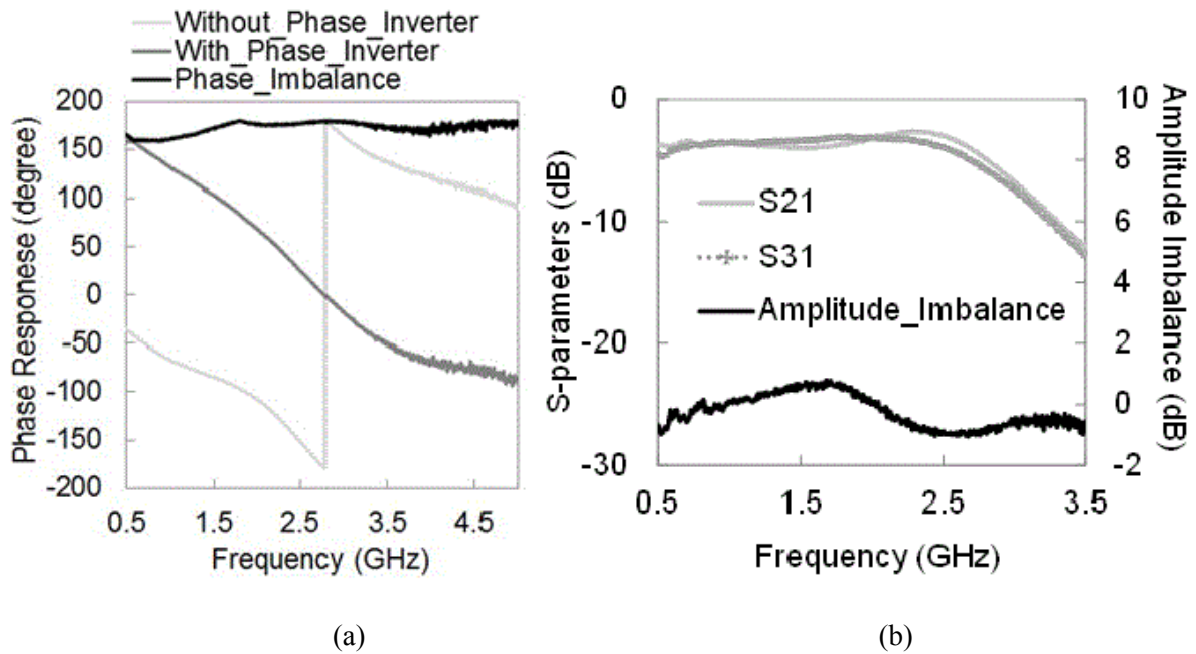 Without_Phase_Inverter
With_Phase_Inverter
Phase_Imbalance
200
150
100
50
0
-50
-100
-150
-200
Phase Responese (degree)
0.5
1.5
2.5
3.5
4.5
Frequency (GHz)
(a)
0
-10
-20
-30
S-parameters (dB)
S21
S31
Amplitude_Imbalance
10
8
6
4
2
0
-2
Amplitude Imbalance (dB)
0.5
1.5
2.5
3.5
Frequency (GHz)
(b)